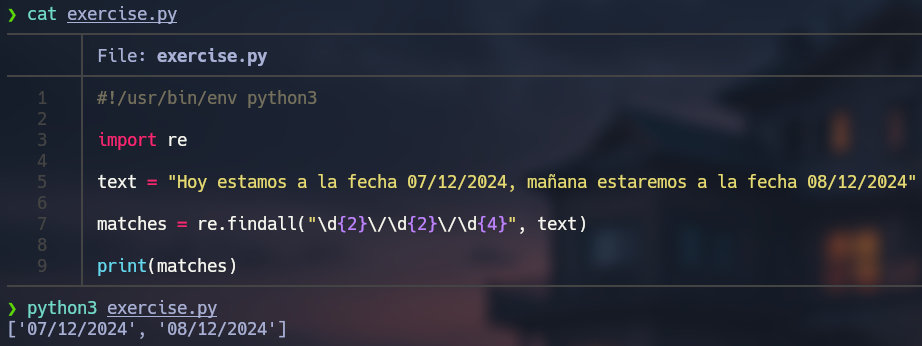 ❯ cat exercise.py
File: exercise.py
1 #!/usr/bin/env python3
2
3 import re
4
5 text = "Hoy estamos a la fecha 07/12/2024, mañana estaremos a la fecha 08/12/2024"
6
7 matches = re.findall("\d{2}\/\d{2}\/\d{4}", text)
8
9 print(matches)
❯ python3 exercise.py
['07/12/2024', '08/12/2024']